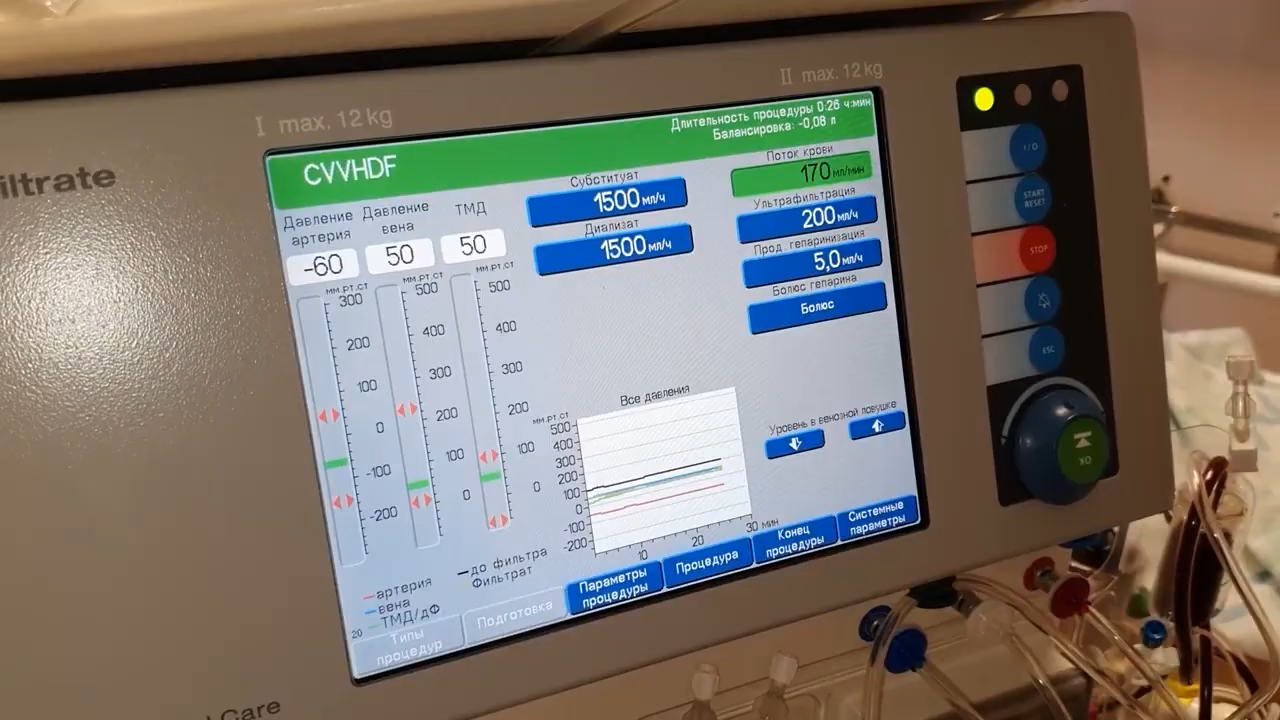 I max. 12 kg
II max. 12 kg
iltrate
CVVHDF
Длительность процедуры 0:26 ч:мин
Балансировка: -0,08 л
Давление
артерия
Давление
вена
ТМД
-60
50
50
мм.рт.ст
мм.рт.ст
мм.рт.ст
300
200
100
0
-100
-200
500
400
300
200
100
0
500
400
300
200
100
0
Субституат
1500 мл/ч
Диализат
1500 мл/ч
Поток крови
170 мл/мин
Ультрафильтрация
200 мл/ч
Прод. гепаринизация
5,0 мл/ч
Болюс гепарина
Болюс
Все давления
мм.рт.ст
500
400
300
200
100
0
-100
-200
10
20
30 мин
Уровень в венозной ловушке
артерия
вена
ТМД/дФ
до фильтра
Фильтрат
20
Типы
процедур
Подготовка
Параметры
процедуры
Процедура
Конец
процедуры
Системные
параметры
I/O
START
RESET
STOP
ESC
OK
l Care